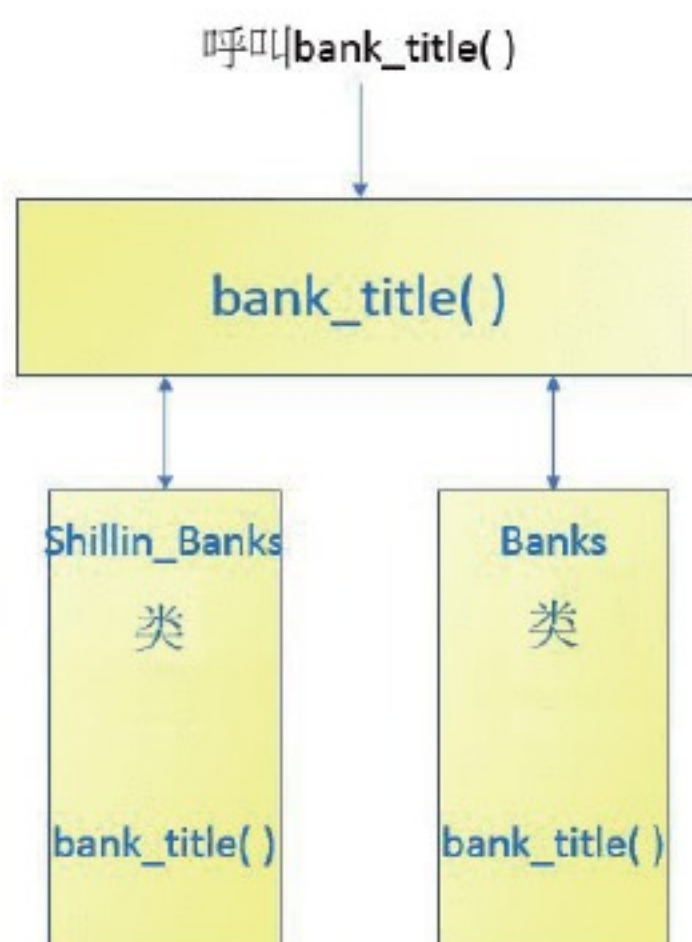 呼叫bank_title( )
bank_title( )
Shillin_Banks
类
bank_title( )
Banks
类
bank_title( )